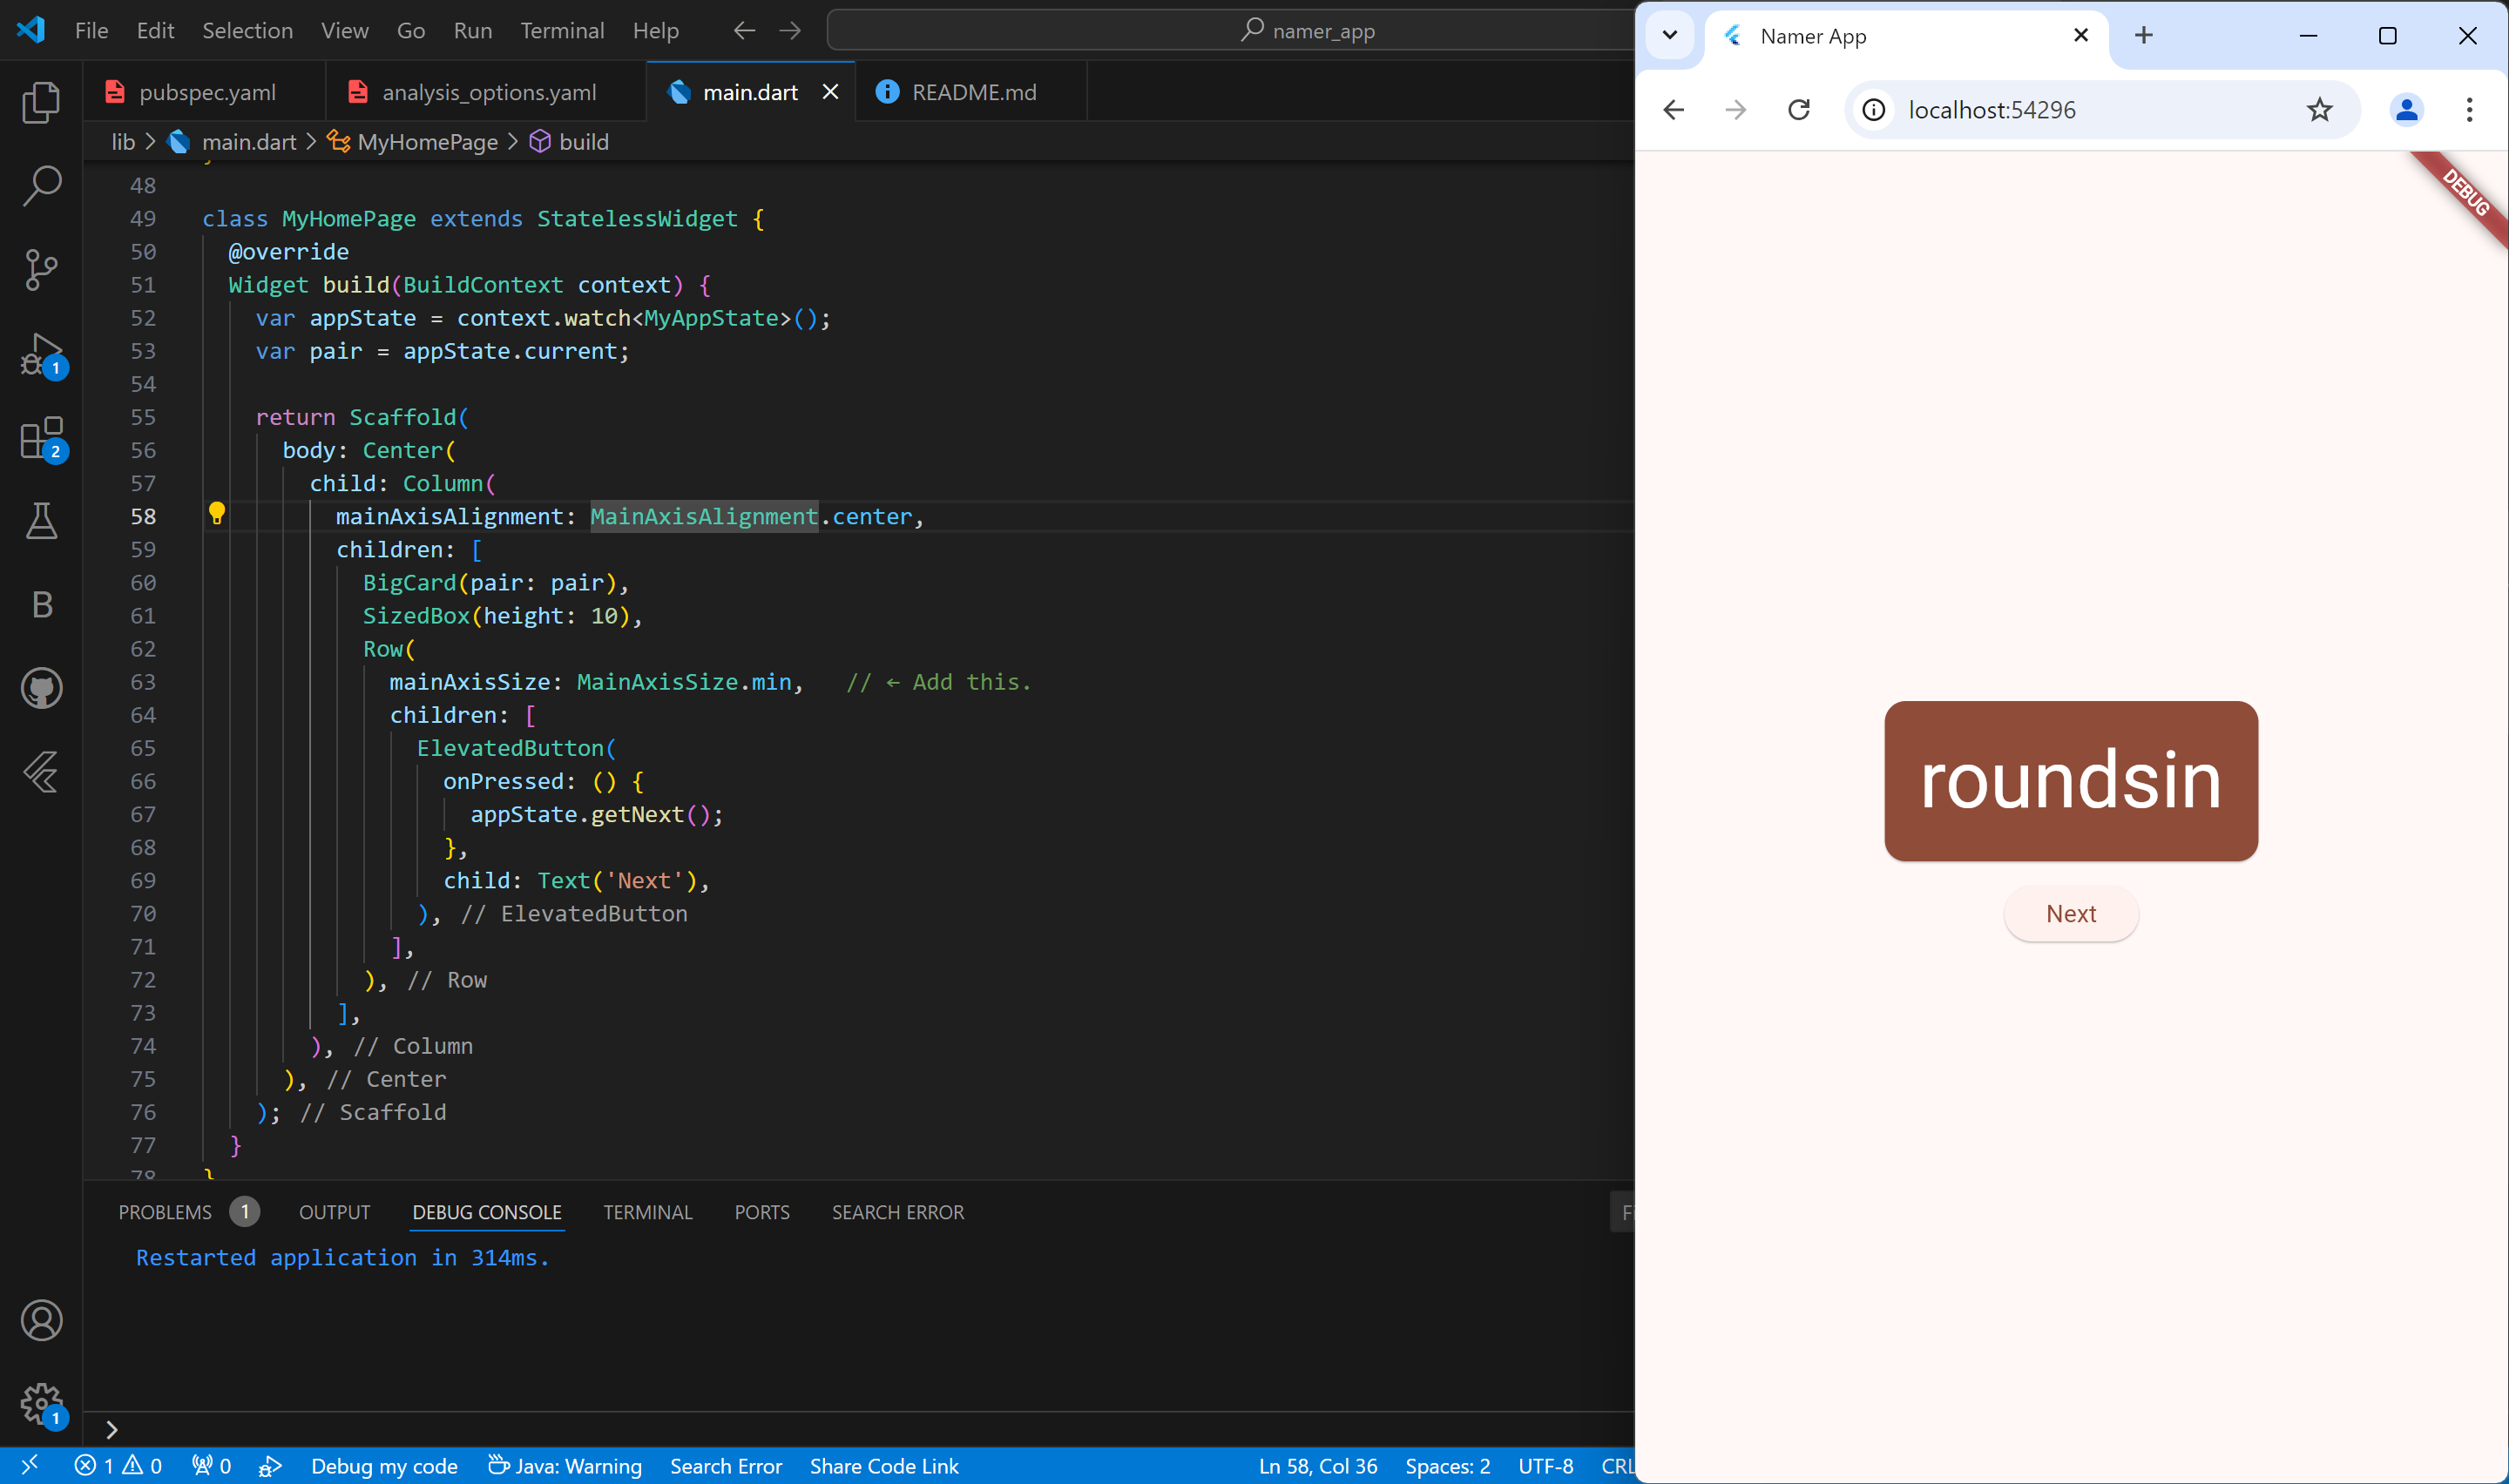 File Edit Selection View Go Run Terminal Help
namer_app
pubspec.yaml
analysis_options.yaml
main.dart
README.md
lib > main.dart > MyHomePage > build
48
49 class MyHomePage extends StatelessWidget {
50 @override
51 Widget build(BuildContext context) {
52 var appState = context.watch<MyAppState>();
53 var pair = appState.current;
54
55 return Scaffold(
56 body: Center(
57 child: Column(
58 mainAxisAlignment: MainAxisAlignment.center,
59 children: [
60 BigCard(pair: pair),
61 SizedBox(height: 10),
62 Row(
63 mainAxisSize: MainAxisSize.min, // ← Add this.
64 children: [
65 ElevatedButton(
66 onPressed: () {
67 appState.getNext();
68 },
69 child: Text('Next'),
70 ), // ElevatedButton
71 ],
72 ), // Row
73 ],
74 ), // Column
75 ), // Center
76 ); // Scaffold
77 }
78 }
1
2
B
1
PROBLEMS 1 OUTPUT DEBUG CONSOLE TERMINAL PORTS SEARCH ERROR
Restarted application in 314ms.
>
1 0 0 Debug my code Java: Warning Search Error Share Code Link Ln 58, Col 36 Spaces: 2 UTF-8
Namer App
localhost:54296
DEBUG
roundsin
Next